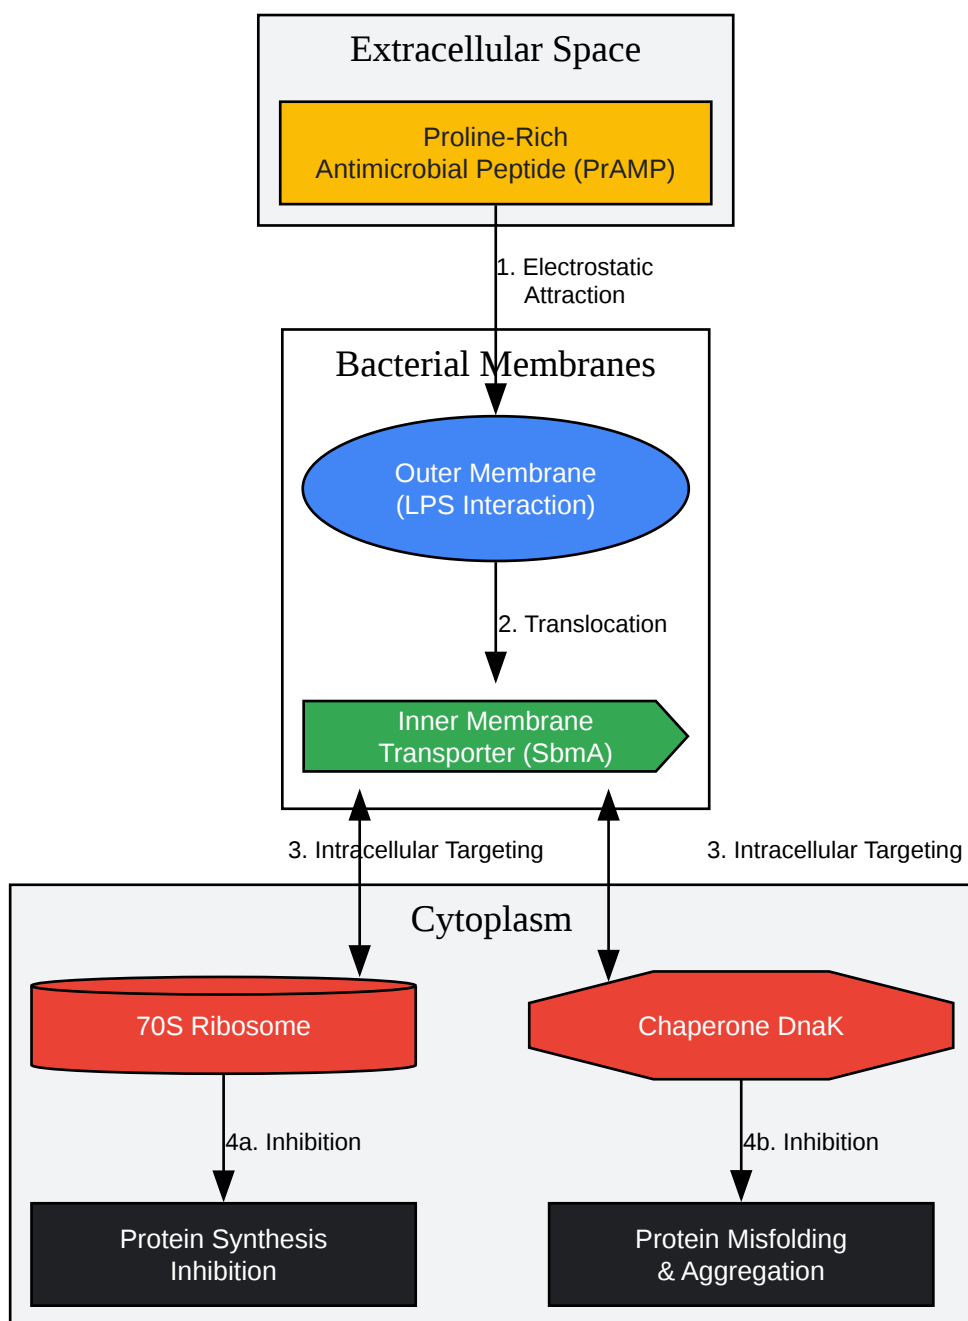 Extracellular Space
Proline-Rich
Antimicrobial Peptide (PrAMP)
1. Electrostatic
Attraction
Bacterial Membranes
Outer Membrane
(LPS Interaction)
2. Translocation
Inner Membrane
Transporter (SbmA)
3. Intracellular Targeting
3. Intracellular Targeting
Cytoplasm
70S Ribosome
Chaperone DnaK
4a. Inhibition
4b. Inhibition
Protein Synthesis
Inhibition
Protein Misfolding
& Aggregation